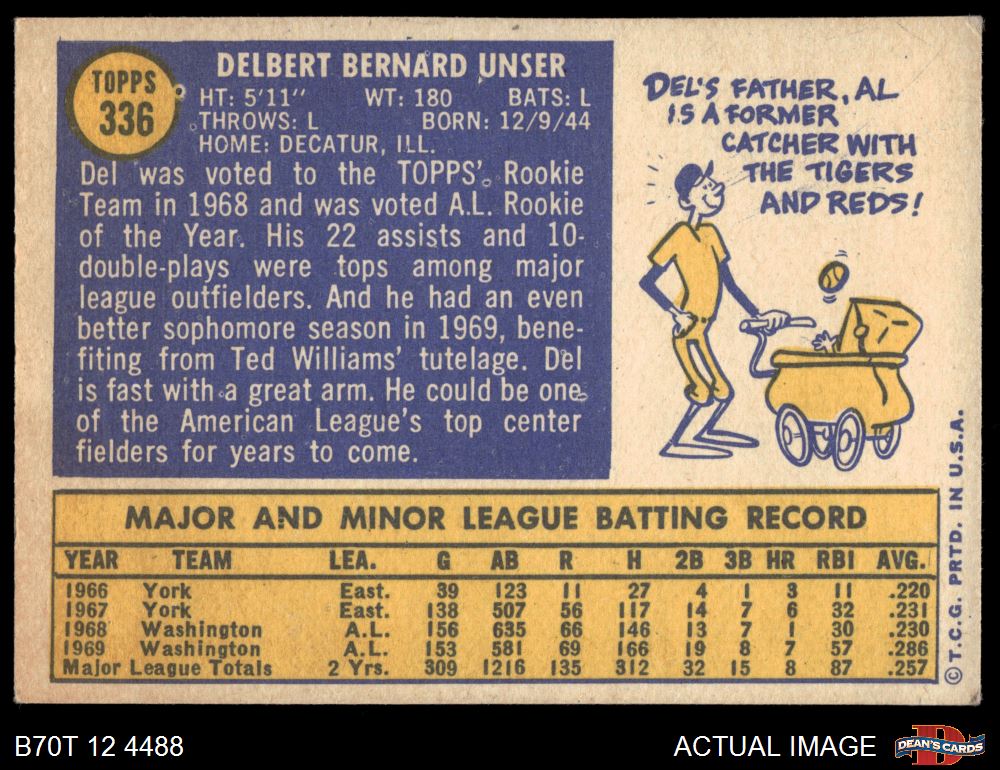 TOPPS
336
DELBERT BERNARD UNSER
HT: 5'11" WT: 180 BATS: L
THROWS: L BORN: 12/9/44
HOME: DECATUR, ILL.
Del was voted to the TOPPS' Rookie
Team in 1968 and was voted A.L. Rookie
of the Year. His 22 assists and 10-
double-plays were tops among major
league outfielders. And he had an even
better sophomore season in 1969, bene-
fiting from Ted Williams' tutelage. Del
is fast with a great arm. He could be one
of the American League's top center
fielders for years to come.
DEL'S FATHER, AL
IS A FORMER
CATCHER WITH
THE TIGERS
AND REDS!
MAJOR AND MINOR LEAGUE BATTING RECORD
YEAR TEAM LEA. G AB R H 2B 3B HR RBI AVG.
1966 York East. 39 123 11 27 4 1 3 11 .220
1967 York East. 138 507 56 117 14 7 6 32 .231
1968 Washington A.L. 156 635 66 146 13 7 1 30 .230
1969 Washington A.L. 153 581 69 166 19 8 7 57 .286
Major League Totals 2 Yrs. 309 1216 135 312 32 15 8 87 .257
©T.C.G. PRTD. IN U.S.A.
B70T 12 4488
ACTUAL IMAGE
D
DEAN'S CARDS